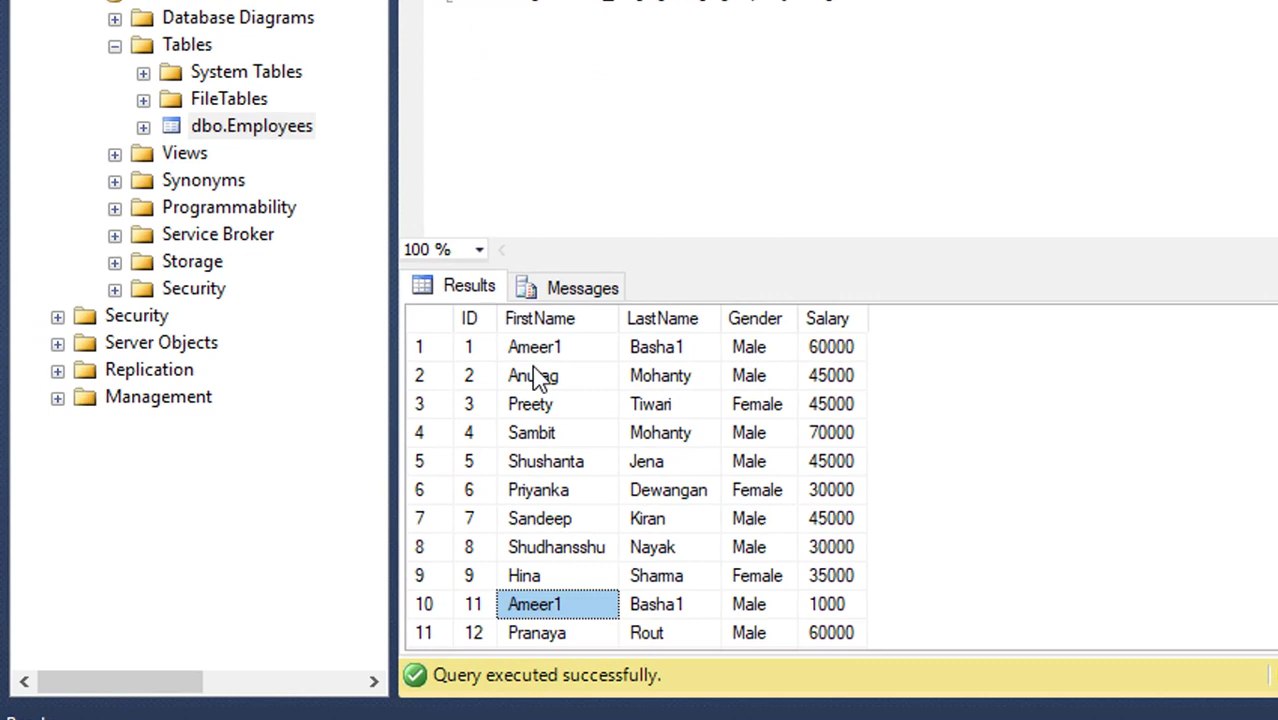 Database Diagrams
Tables
System Tables
FileTables
dbo.Employees
Views
Synonyms
Programmability
Service Broker
Storage
Security
Security
Server Objects
Replication
Management
100 %
Results Messages
ID FirstName LastName Gender Salary
1 1 Ameer1 Basha1 Male 60000
2 2 Anurag Mohanty Male 45000
3 3 Preety Tiwari Female 45000
4 4 Sambit Mohanty Male 70000
5 5 Shushanta Jena Male 45000
6 6 Priyanka Dewangan Female 30000
7 7 Sandeep Kiran Male 45000
8 8 Shudhansshu Nayak Male 30000
9 9 Hina Sharma Female 35000
10 11 Ameer1 Basha1 Male 1000
11 12 Pranaya Rout Male 60000
Query executed successfully.